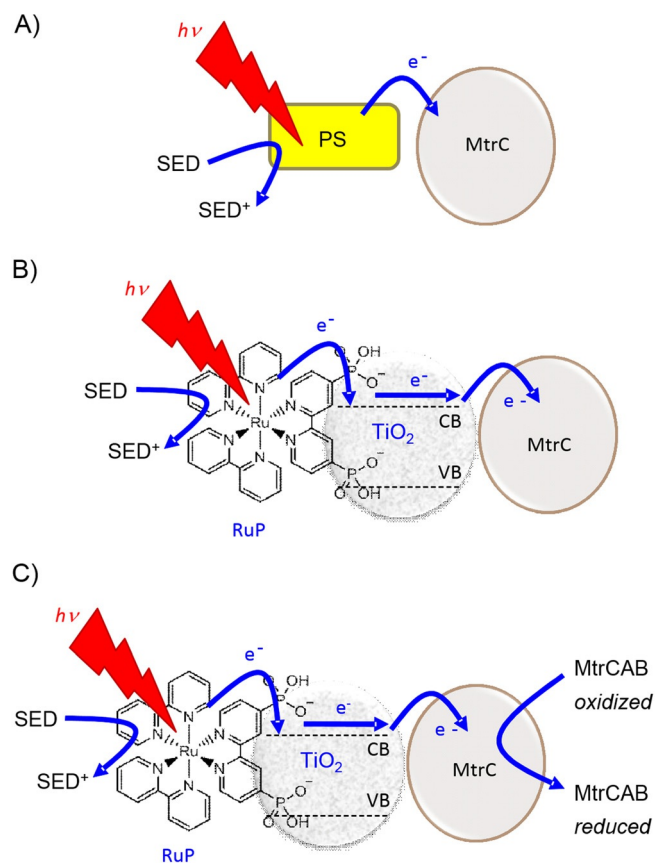 A)
hν
e⁻
PS
MtrC
SED
SED⁺
B)
hν
e⁻
O
OH
P
O⁻
SED
N
N
N
e⁻
CB
e⁻
Ru
TiO₂
MtrC
SED⁺
N
N
N
O⁻
VB
P
O
OH
RuP
C)
hν
e⁻
O
OH
P
O⁻
MtrCAB
oxidized
SED
N
N
N
e⁻
CB
e⁻
Ru
TiO₂
MtrC
SED⁺
N
N
N
O⁻
VB
P
O
OH
MtrCAB
reduced
RuP